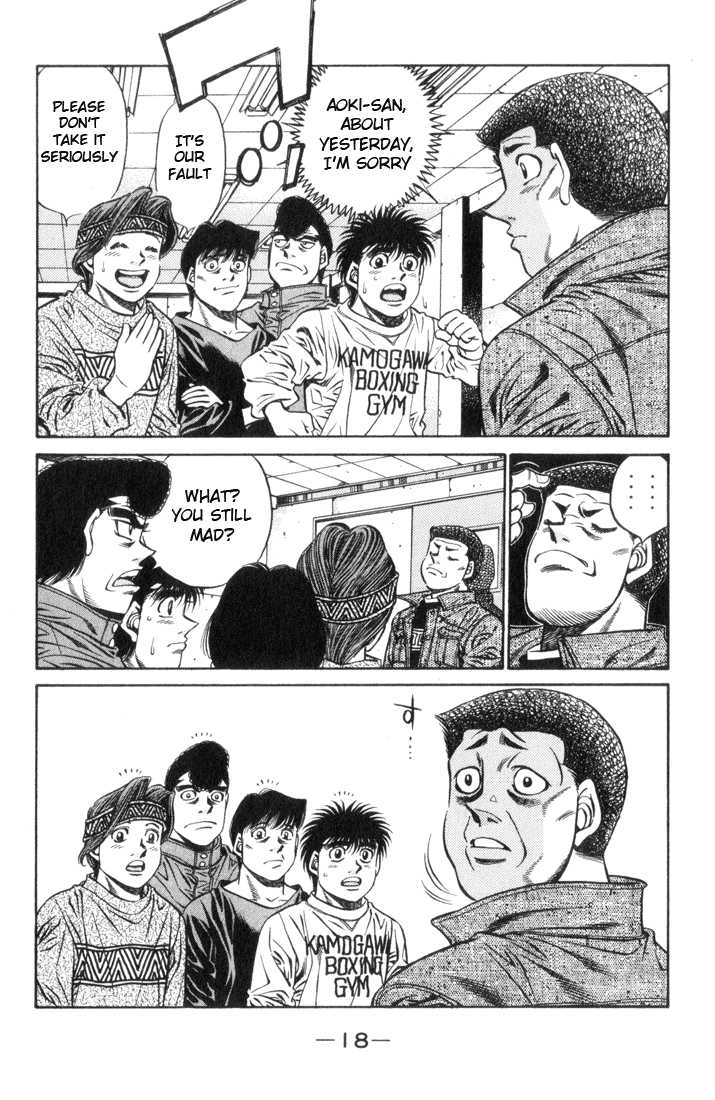 AOKI-SAN,
ABOUT
YESTERDAY,
I'M SORRY
IT'S
OUR
FAULT
PLEASE
DON'T
TAKE IT
SERIOUSLY
KAMOGAWA
BOXING
GYM
. . . . . . . .
WHAT?
YOU STILL
MAD?
す…
KAMOGAWA
BOXING
GYM
—18—